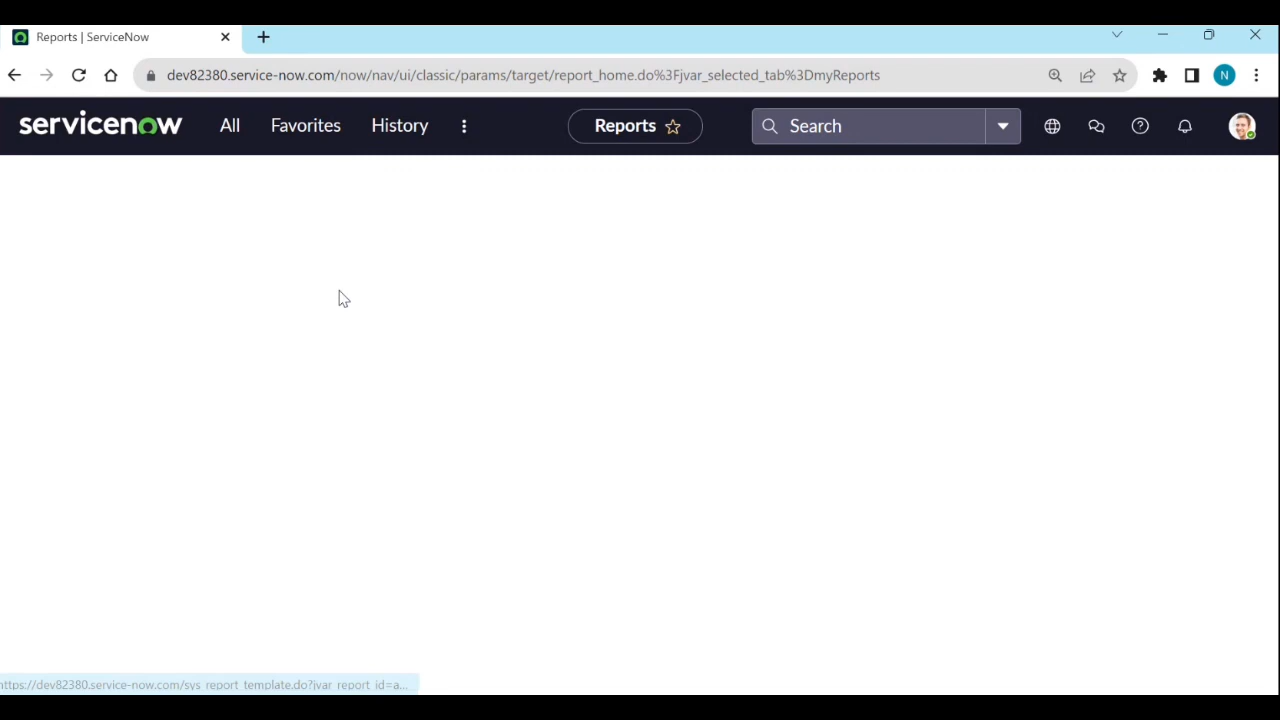 Reports | ServiceNow
dev82380.service-now.com/now/nav/ui/classic/params/target/report_home.do%3Fjvar_selected_tab%3DmyReports
N
servicenow All Favorites History Reports Search
https://dev82380.service-now.com/sys_report_template.do?jvar_report_id=a...